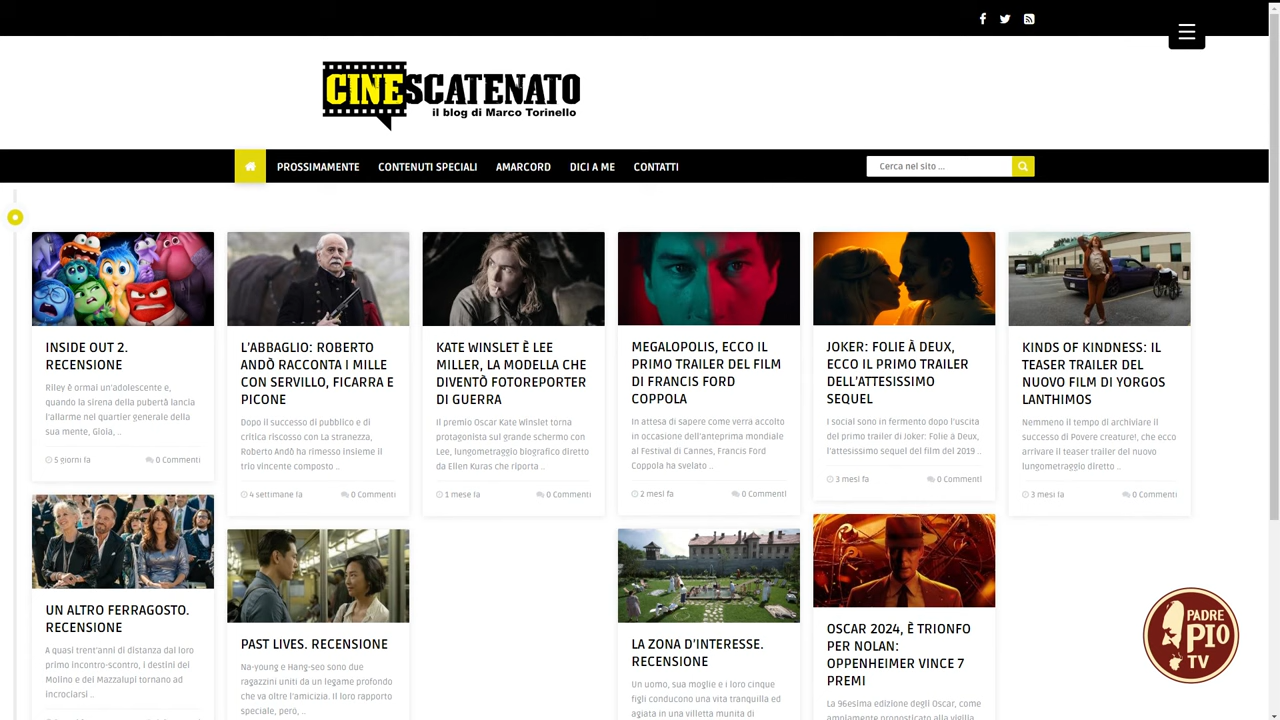 CINESCATENATO
il blog di Marco Torinello
PROSSIMAMENTE CONTENUTI SPECIALI AMARCORD DICI A ME CONTATTI
Cerca nel sito ...
INSIDE OUT 2.
RECENSIONE
Riley è ormai un'adolescente e,
quando la sirena della pubertà lancia
l'allarme nel quartier generale della
sua mente, Gioia, ..
5 giorni fa 0 Commenti
L'ABBAGLIO: ROBERTO
ANDÒ RACCONTA I MILLE
CON SERVILLO, FICARRA E
PICONE
Dopo il successo di pubblico e di
critica riscosso con La stranezza,
Roberto Andò ha rimesso insieme il
trio vincente composto ..
4 settimane fa 0 Commenti
KATE WINSLET È LEE
MILLER, LA MODELLA CHE
DIVENTÒ FOTOREPORTER
DI GUERRA
Il premio Oscar Kate Winslet torna
protagonista sul grande schermo con
Lee, lungometraggio biografico diretto
da Ellen Kuras che riporta ..
1 mese fa 0 Commenti
MEGALOPOLIS, ECCO IL
PRIMO TRAILER DEL FILM
DI FRANCIS FORD
COPPOLA
In attesa di sapere come verra accolto
in occasione dell'anteprima mondiale
al Festival di Cannes, Francis Ford
Coppola ha svelato ..
2 mesi fa 0 Commenti
JOKER: FOLIE À DEUX,
ECCO IL PRIMO TRAILER
DELL'ATTESISSIMO
SEQUEL
I social sono in fermento dopo l'uscita
del primo trailer di Joker: Folie à Deux,
l'attesissimo sequel del film del 2019 ..
3 mesi fa 0 Commenti
KINDS OF KINDNESS: IL
TEASER TRAILER DEL
NUOVO FILM DI YORGOS
LANTHIMOS
Nemmeno il tempo di archiviare il
successo di Povere creature!, che ecco
arrivare il teaser trailer del nuovo
lungometraggio diretto ..
3 mesi fa 0 Commenti
UN ALTRO FERRAGOSTO.
RECENSIONE
A quasi trent'anni di distanza dal loro
primo incontro-scontro, i destini dei
Molino e dei Mazzalupi tornano ad
incrociarsi ..
PAST LIVES. RECENSIONE
Na-young e Hang-seo sono due
ragazzini uniti da un legame profondo
che va oltre l'amicizia. Il loro rapporto
speciale, però, ..
LA ZONA D'INTERESSE.
RECENSIONE
Un uomo, sua moglie e i loro cinque
figli conducono una vita tranquilla ed
agiata in una villetta munita di
OSCAR 2024, È TRIONFO
PER NOLAN:
OPPENHEIMER VINCE 7
PREMI
La 96esima edizione degli Oscar, come
ampiamente pronosticato alla vigilia
PADRE
PIO
TV